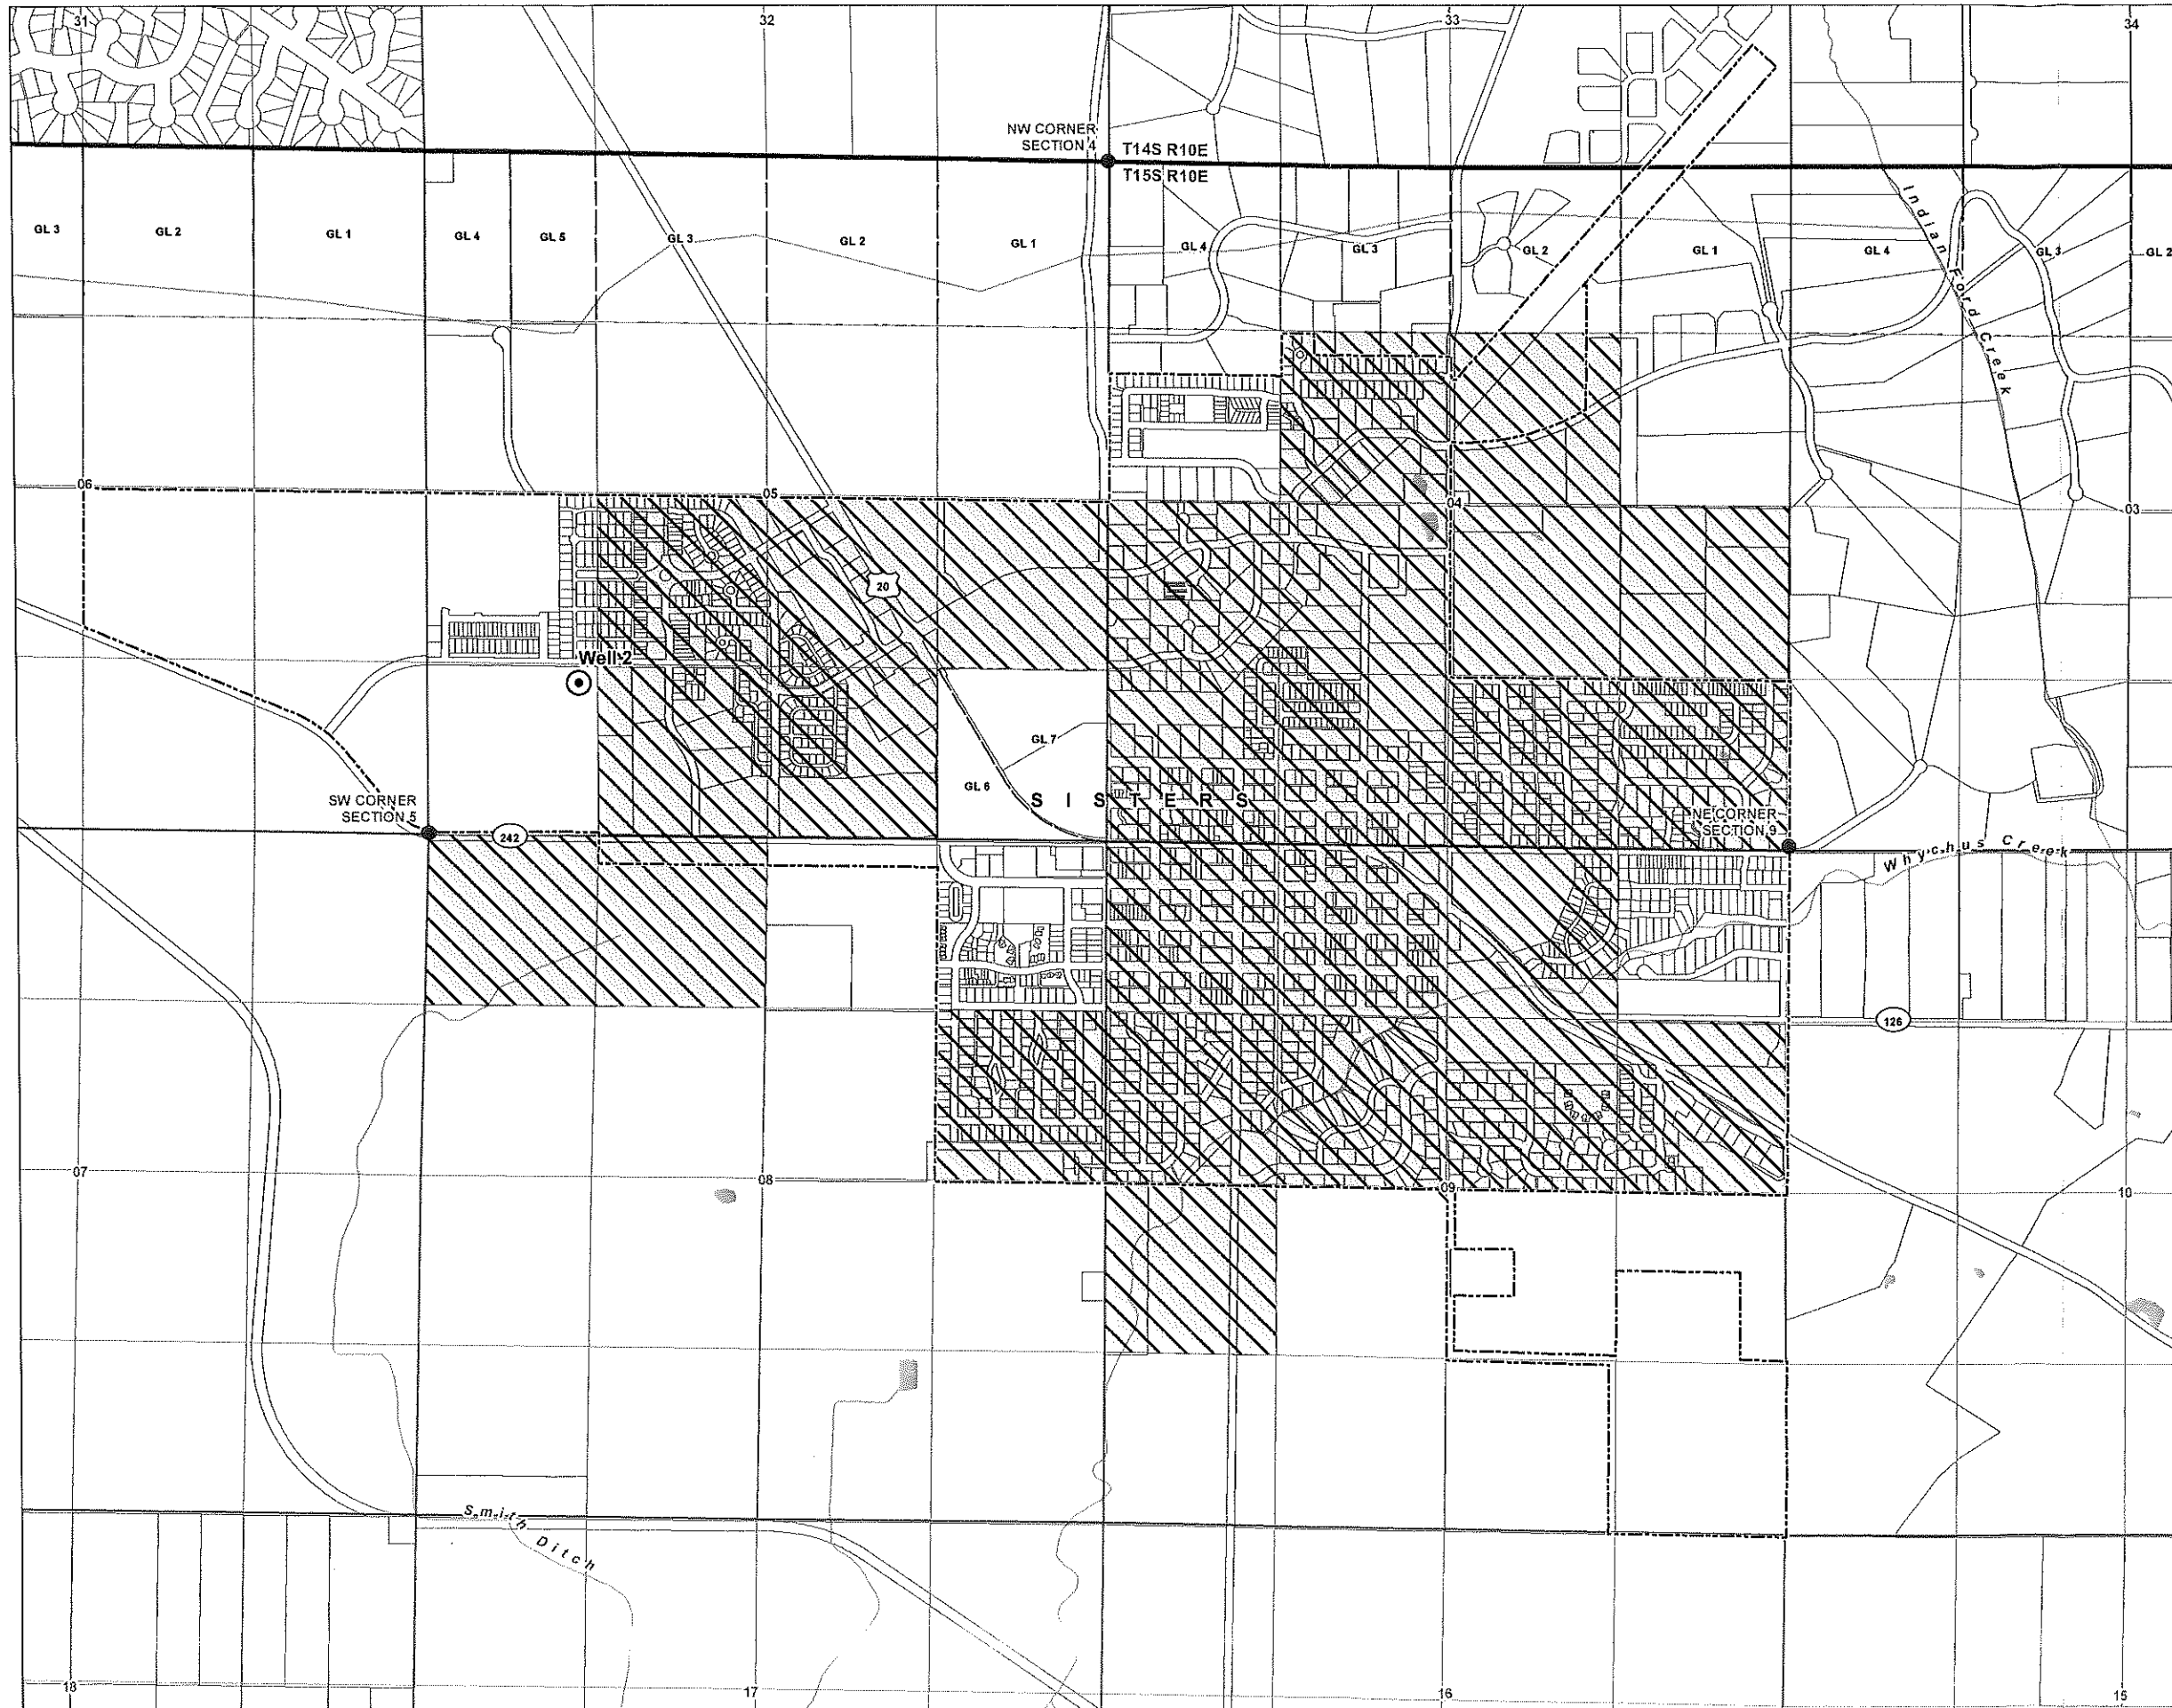 31
32
33
34
NW CORNER
SECTION 4
T14S R10E
T15S R10E
GL 3
GL 2
GL 1
GL 4
GL 5
GL 3
GL 2
GL 1
GL 4
GL 3
GL 2
GL 1
GL 4
GL 3
GL 2
Indian Ford Creek
06
05
04
03
20
Well 2
GL 7
GL 6
SISTERS
SW CORNER
SECTION 5
242
NE CORNER
SECTION 9
Whychus Creek
126
07
08
09
10
Smith Ditch
18
17
16
15